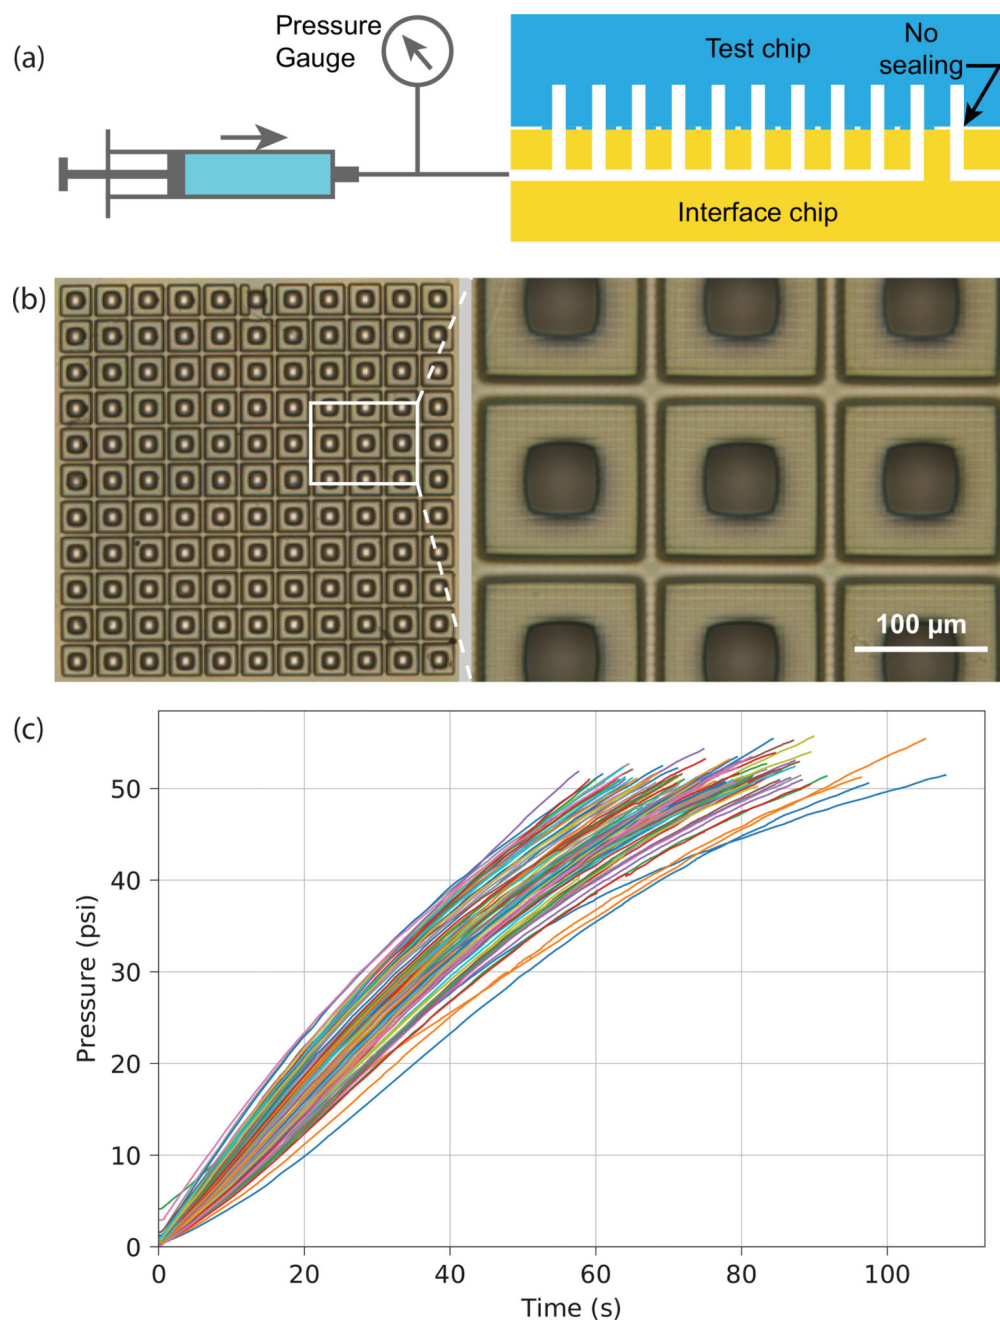 (a)
Pressure
Gauge
Test chip
No
sealing
Interface chip
(b)
100 µm
(c)
Pressure (psi)
50
40
30
20
10
0
0 20 40 60 80 100
Time (s)